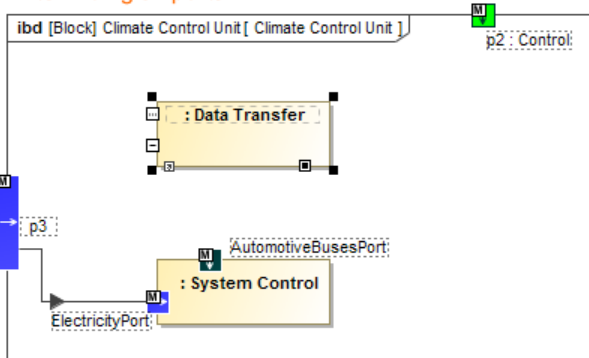 ibd [Block] Climate Control Unit [ Climate Control Unit ]
M
p2 : Control
: Data Transfer
M
p3
AutomotiveBusesPort
M
: System Control
M
ElectricityPort